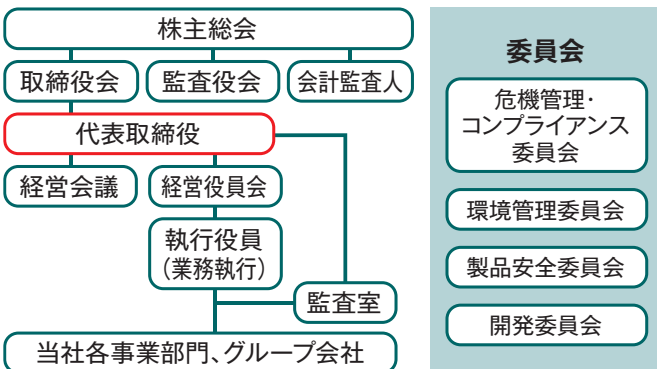 株主総会
取締役会
監査役会
会計監査人
代表取締役
経営会議
経営役員会
執行役員
（業務執行）
監査室
当社各事業部門、グループ会社
委員会
危機管理・
コンプライアンス
委員会
環境管理委員会
製品安全委員会
開発委員会